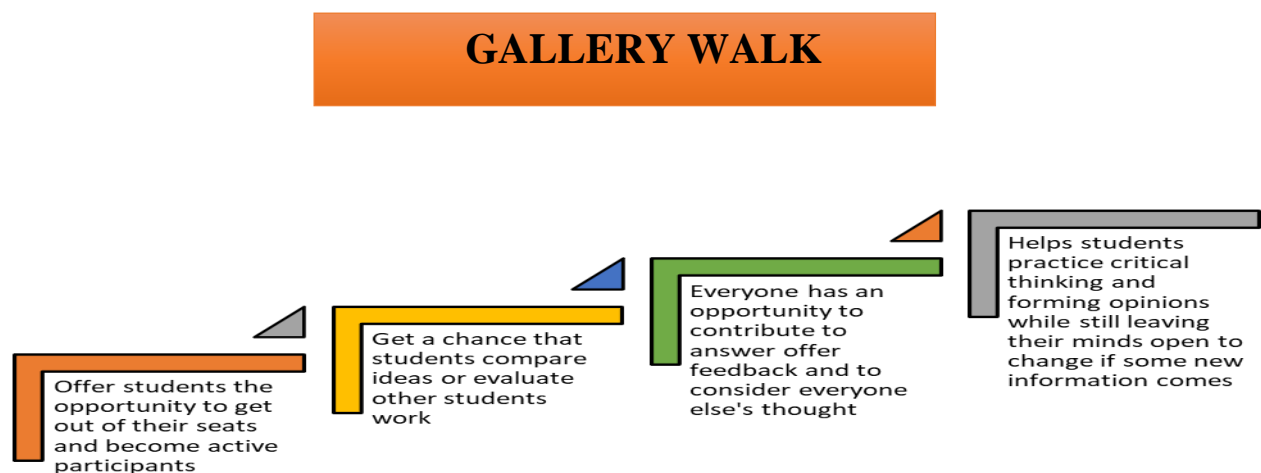 GALLERY WALK
Offer students the
opportunity to get
out of their seats
and become active
participants
Get a chance that
students compare
ideas or evaluate
other students
work
Everyone has an
opportunity to
contribute to
answer offer
feedback and to
consider everyone
else's thought
Helps students
practice critical
thinking and
forming opinions
while still leaving
their minds open to
change if some new
information comes